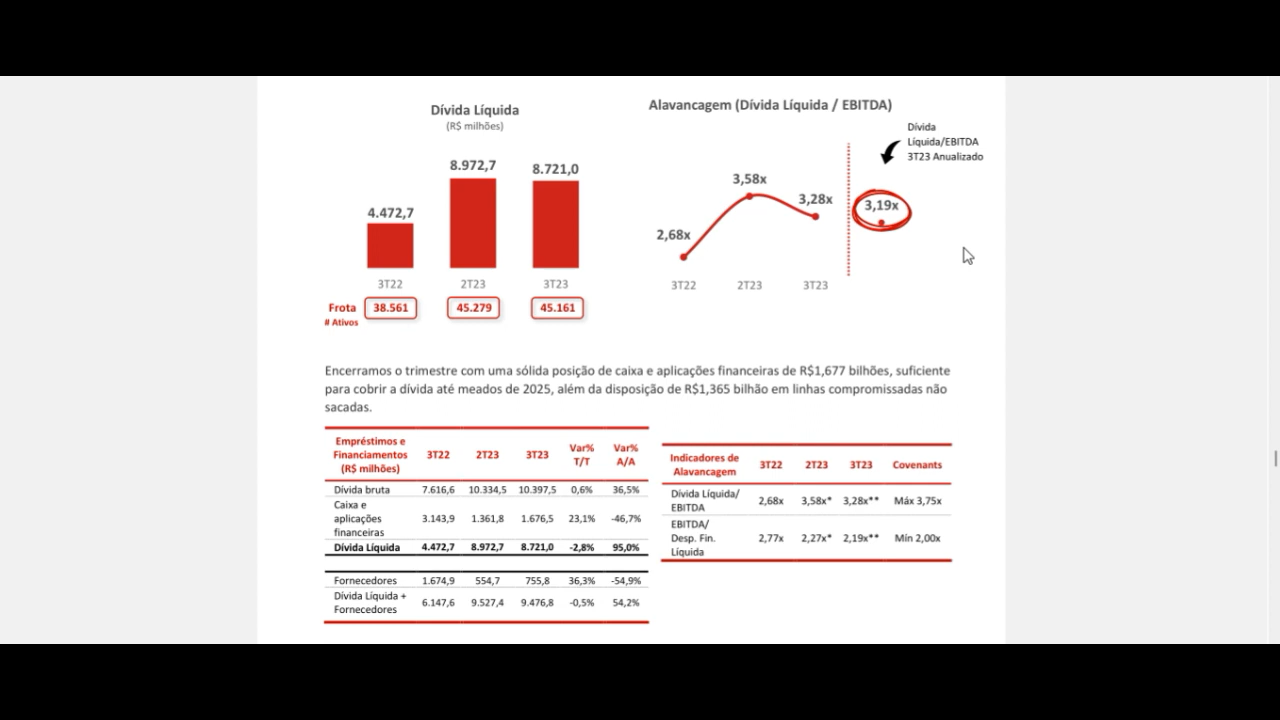 Dívida Líquida
(R$ milhões)
8.972,7
8.721,0
4.472,7
3T22
2T23
3T23
Frota
# Ativos
38.561
45.279
45.161
Alavancagem (Dívida Líquida / EBITDA)
Dívida
Líquida/EBITDA
3T23 Anualizado
3,58x
3,28x
3,19x
2,68x
3T22
2T23
3T23
Encerramos o trimestre com uma sólida posição de caixa e aplicações financeiras de R$1,677 bilhões, suficiente
para cobrir a dívida até meados de 2025, além da disposição de R$1,365 bilhão em linhas compromissadas não
sacadas.
Empréstimos e
Financiamentos
(R$ milhões)
3T22 2T23 3T23
Var%
T/T
Var%
A/A
Dívida bruta 7.616,6 10.334,5 10.397,5 0,6% 36,5%
Caixa e
aplicações
financeiras
3.143,9 1.361,8 1.676,5 23,1% -46,7%
Dívida Líquida 4.472,7 8.972,7 8.721,0 -2,8% 95,0%
Fornecedores 1.674,9 554,7 755,8 36,3% -54,9%
Dívida Líquida +
Fornecedores
6.147,6 9.527,4 9.476,8 -0,5% 54,2%
Indicadores de
Alavancagem
3T22 2T23 3T23 Covenants
Dívida Líquida/
EBITDA
2,68x 3,58x* 3,28x** Máx 3,75x
EBITDA/
Desp. Fin.
Líquida
2,77x 2,27x* 2,19x** Mín 2,00x